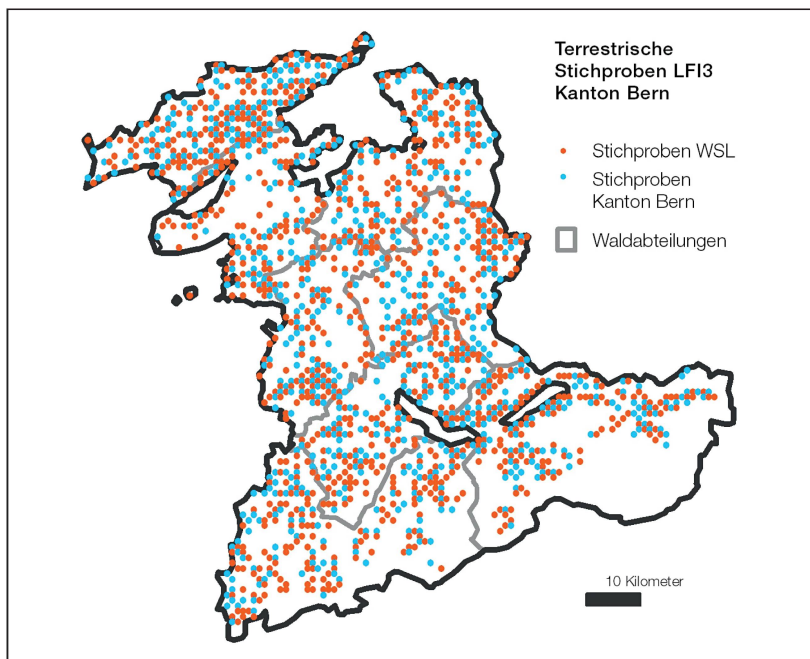 Terrestrische
Stichproben LFI3
Kanton Bern
Stichproben WSL
Stichproben
Kanton Bern
Waldabteilungen
10 Kilometer